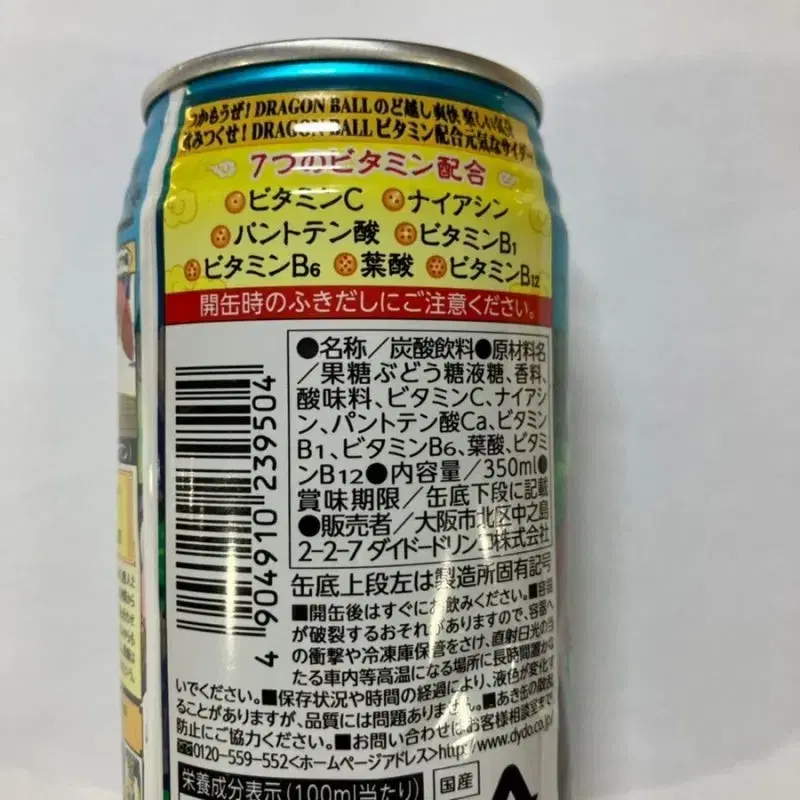 つかもうぜ!DRAGON BALLのど越し爽快 楽しい気分
DRAGON BALLビタミン配合元気なサイダー
7つのビタミン配合
ビタミンC ナイアシン
パントテン酸 ビタミンB1
ビタミンB6 葉酸 ビタミンB12
開缶時のふきだしにご注意ください。
●名称/炭酸飲料●原材料名
/果糖ぶどう糖液糖、香料、
酸味料、ビタミンC、ナイアシ
ン、パントテン酸Ca、ビタミン
B1、ビタミンB6、葉酸、ビタミ
ンB12●内容量/350ml●
賞味期限/缶底下段に記載
●販売者/大阪市北区中之島
2-2-7 ダイドードリンコ株式会社
4 904910 239504
缶底上段左は製造所固有記号
■開缶後はすぐにお飲みください。■容器
が破裂するおそれがありますので、容器へ
の衝撃や冷凍庫保管をさけ、直射日光の当
たる車内等高温になる場所に長時間置かな
いでください。■保存状況や時間の経過により、液色が変化す
ることがありますが、品質には問題ありません。■あき缶の散乱
防止にご協力ください。■お問い合わせはお客様相談室まで
0120-559-552<ホームページアドレス>http://www.dydo.co.jp/
栄養成分表示(100ml当たり)
国産